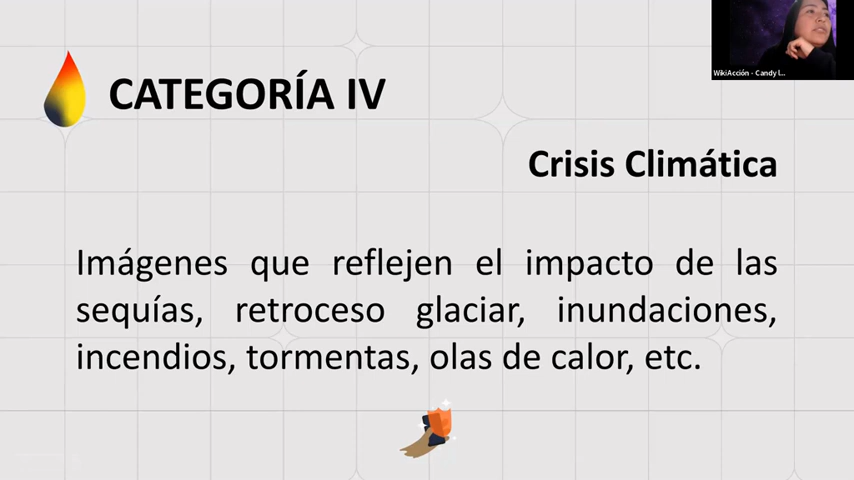 WikiAcción - Candy l...
CATEGORÍA IV
Crisis Climática
Imágenes que reflejen el impacto de las
sequías, retroceso glaciar, inundaciones,
incendios, tormentas, olas de calor, etc.